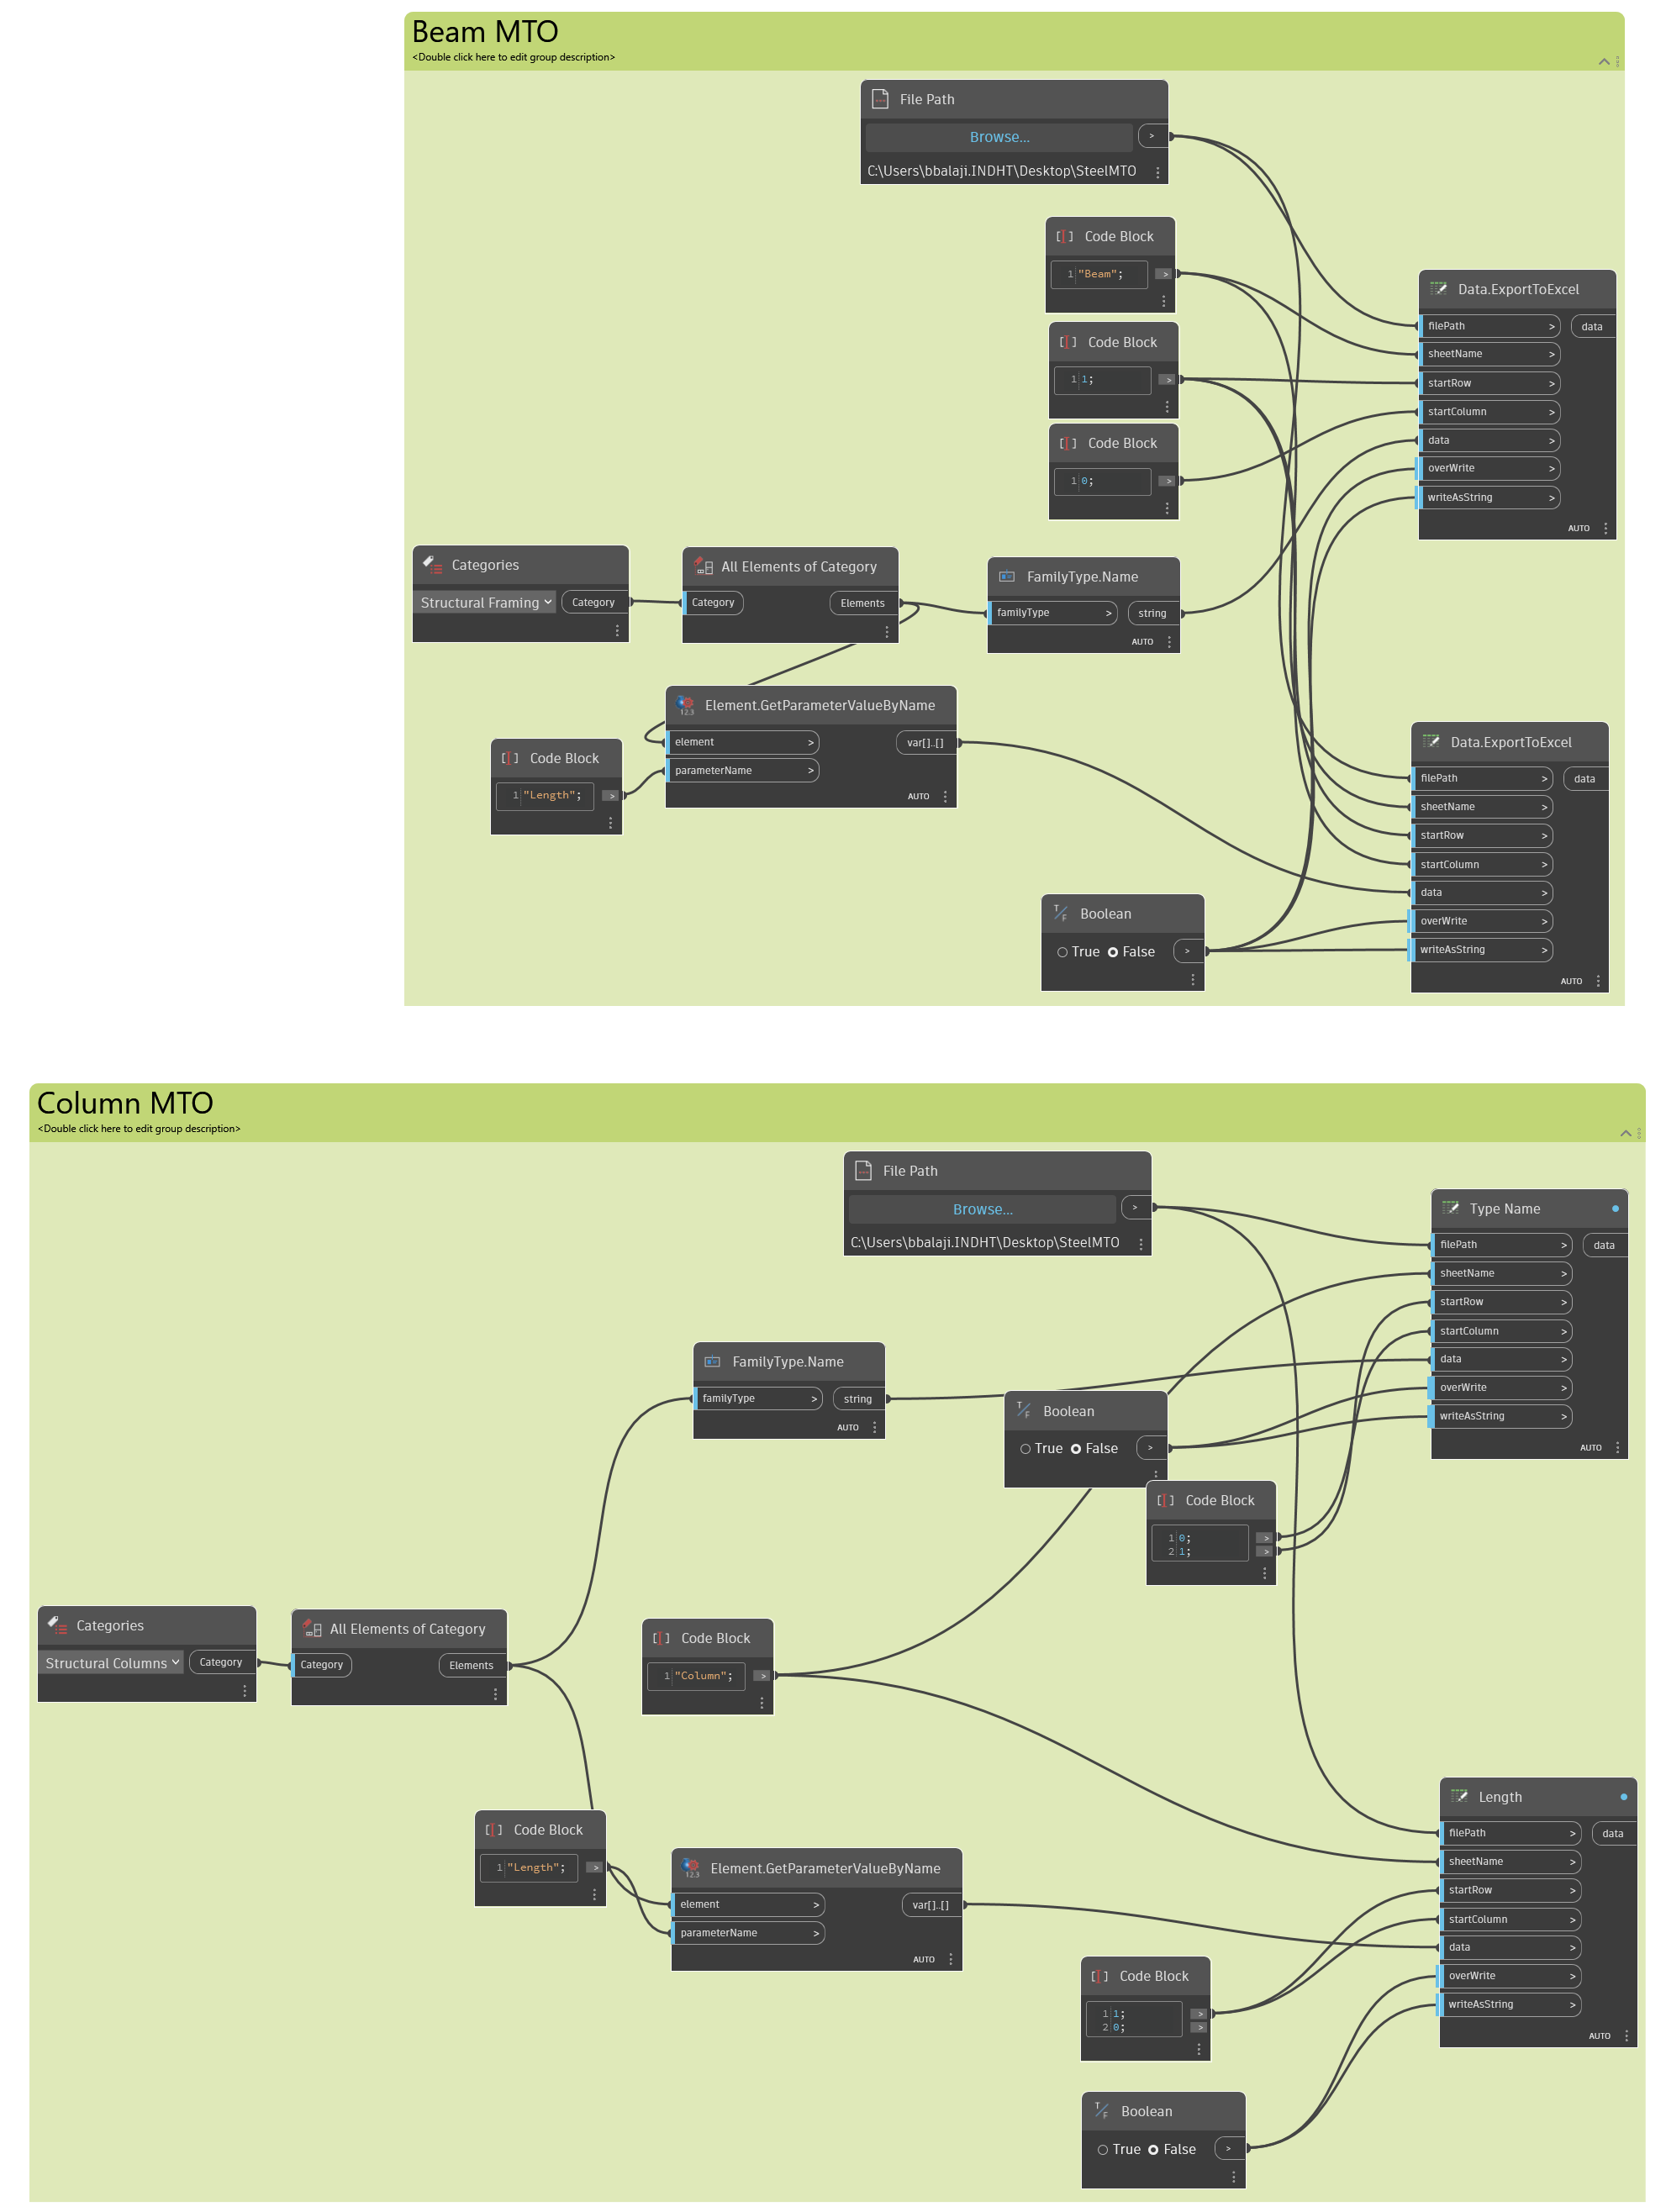 Beam MTO
<Double click here to edit group description>
File Path
Browse...
>
C:\Users\bbalaji.INDHT\Desktop\SteelMTO
Code Block
1 "Beam"; >
Code Block
1 1; >
Code Block
1 0; >
Data.ExportToExcel
filePath > data
sheetName >
startRow >
startColumn >
data >
overWrite >
writeAsString >
AUTO
Categories
Structural Framing Category
All Elements of Category
Category Elements
FamilyType.Name
familyType > string
AUTO
Element.GetParameterValueByName
element > var[]..[]
parameterName >
AUTO
Code Block
1 "Length"; >
Data.ExportToExcel
filePath > data
sheetName >
startRow >
startColumn >
data >
overWrite >
writeAsString >
AUTO
T/F Boolean
True False >
Column MTO
<Double click here to edit group description>
File Path
Browse...
>
C:\Users\bbalaji.INDHT\Desktop\SteelMTO
Type Name
filePath > data
sheetName >
startRow >
startColumn >
data >
overWrite >
writeAsString >
AUTO
FamilyType.Name
familyType > string
AUTO
T/F Boolean
True False >
Code Block
1 0; >
2 1; >
Categories
Structural Columns Category
All Elements of Category
Category Elements
Code Block
1 "Column"; >
Code Block
1 "Length"; >
Element.GetParameterValueByName
element > var[]..[]
parameterName >
AUTO
Length
filePath > data
sheetName >
startRow >
startColumn >
data >
overWrite >
writeAsString >
AUTO
Code Block
1 1; >
2 0; >
T/F Boolean
True False >